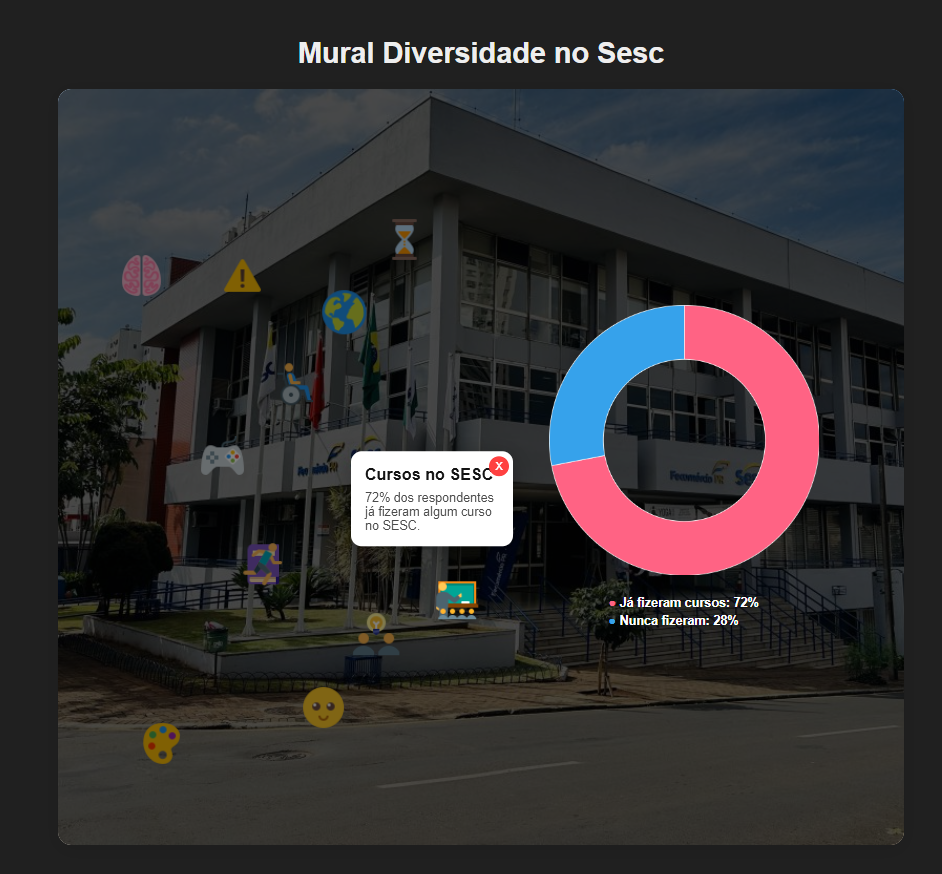 Mural Diversidade no Sesc
Cursos no SESC
X
72% dos respondentes
já fizeram algum curso
no SESC.
Já fizeram cursos: 72%
Nunca fizeram: 28%